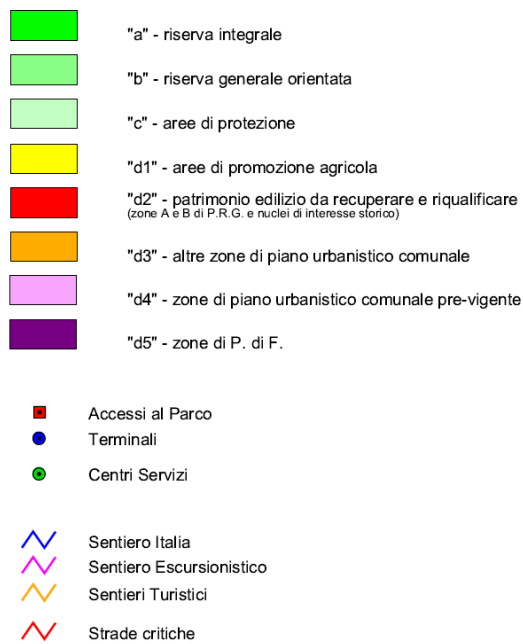 "a" - riserva integrale
"b" - riserva generale orientata
"c" - aree di protezione
"d1" - aree di promozione agricola
"d2" - patrimonio edilizio da recuperare e riqualificare
(zone A e B di P.R.G. e nuclei di interesse storico)
"d3" - altre zone di piano urbanistico comunale
"d4" - zone di piano urbanistico comunale pre-vigente
"d5" - zone di P. di F.
Accessi al Parco
Terminali
Centri Servizi
Sentiero Italia
Sentiero Escursionistico
Sentieri Turistici
Strade critiche